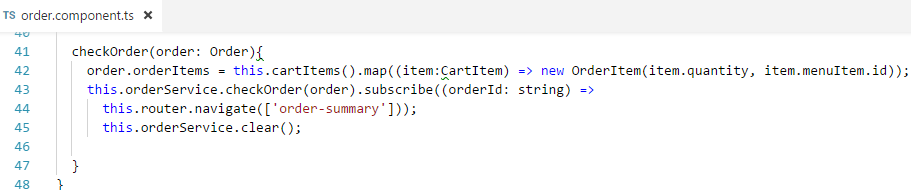 TS order.component.ts ×
40
41 checkOrder(order: Order){
42 order.orderItems = this.cartItems().map((item:CartItem) => new OrderItem(item.quantity, item.menuItem.id));
43 this.orderService.checkOrder(order).subscribe((orderId: string) =>
44 this.router.navigate(['order-summary']));
45 this.orderService.clear();
46
47 }
48 }